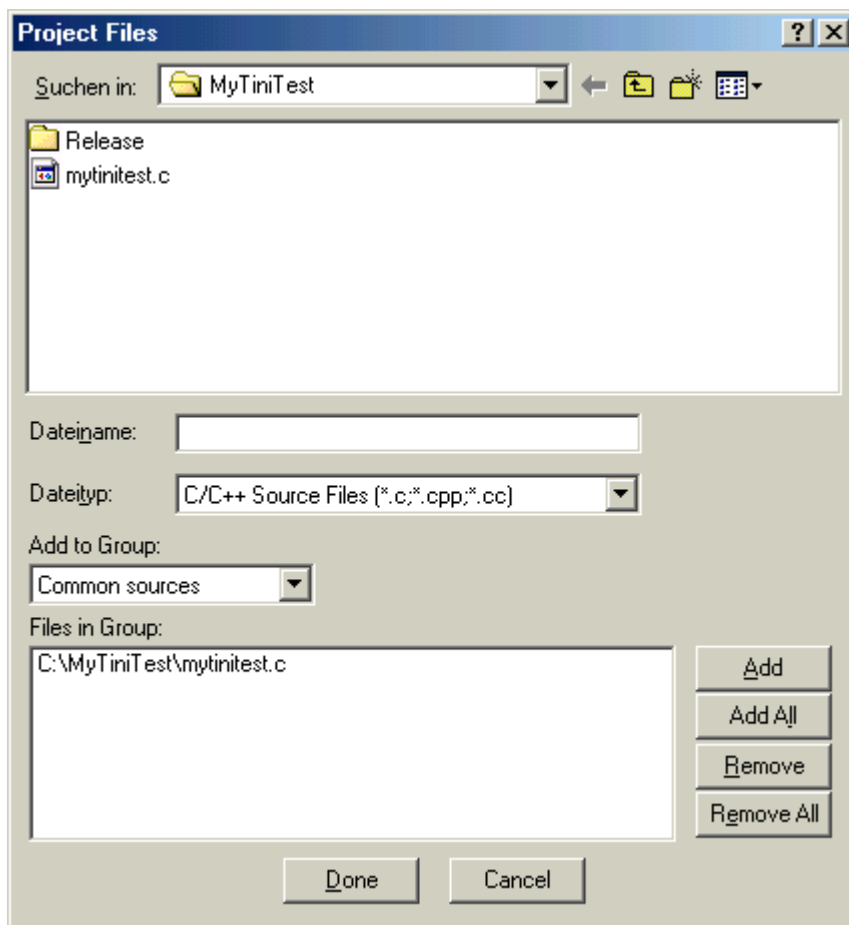 Project Files
Suchen in: MyTiniTest
Release
mytinitest.c
Dateiname:
Dateityp: C/C++ Source Files (*.c;*.cpp;*.cc)
Add to Group:
Common sources
Files in Group:
C:\MyTiniTest\mytinitest.c
Add
Add All
Remove
Remove All
Done Cancel